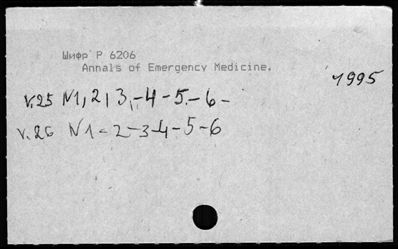 Шифр Р 6206
Annals of Emergency Medicine.
1995
v.25 N1,2,3,-4-5-6-
v.26 N1-2-3-4-5-6